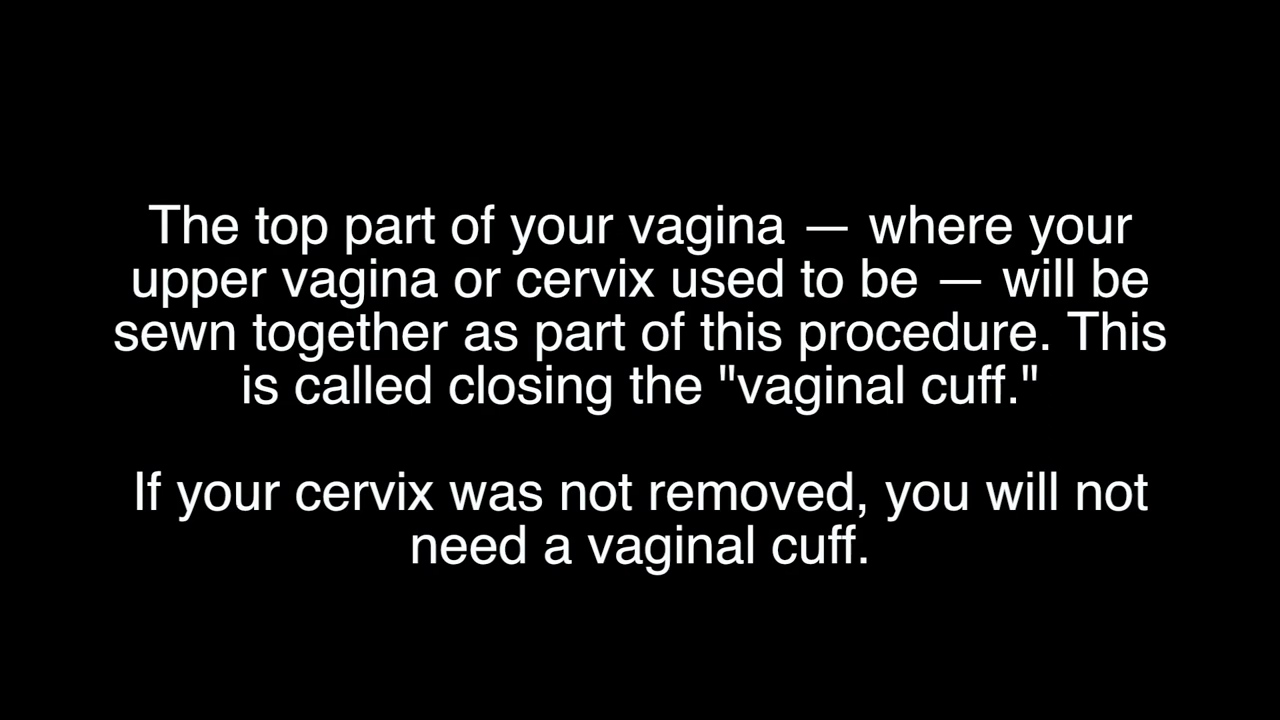 The top part of your vagina — where your
upper vagina or cervix used to be — will be
sewn together as part of this procedure. This
is called closing the "vaginal cuff."
If your cervix was not removed, you will not
need a vaginal cuff.